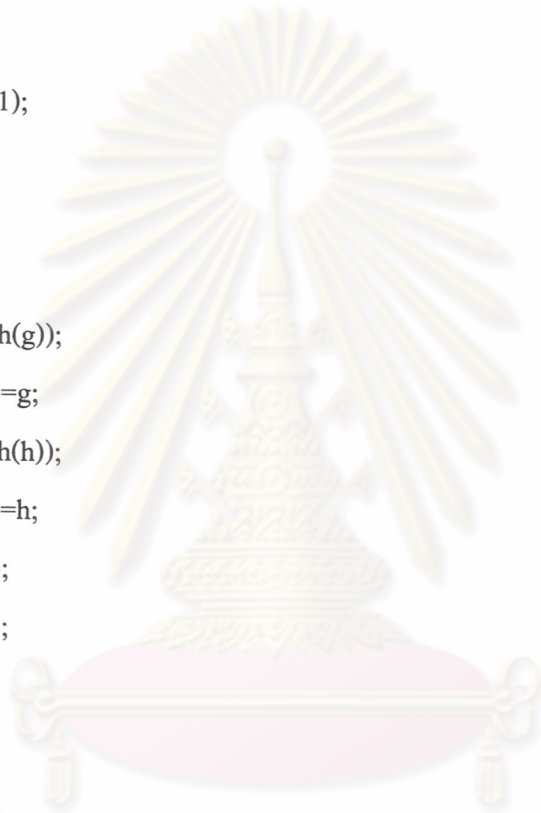 1);
h(g));
=g;
h(h));
=h;
;
;